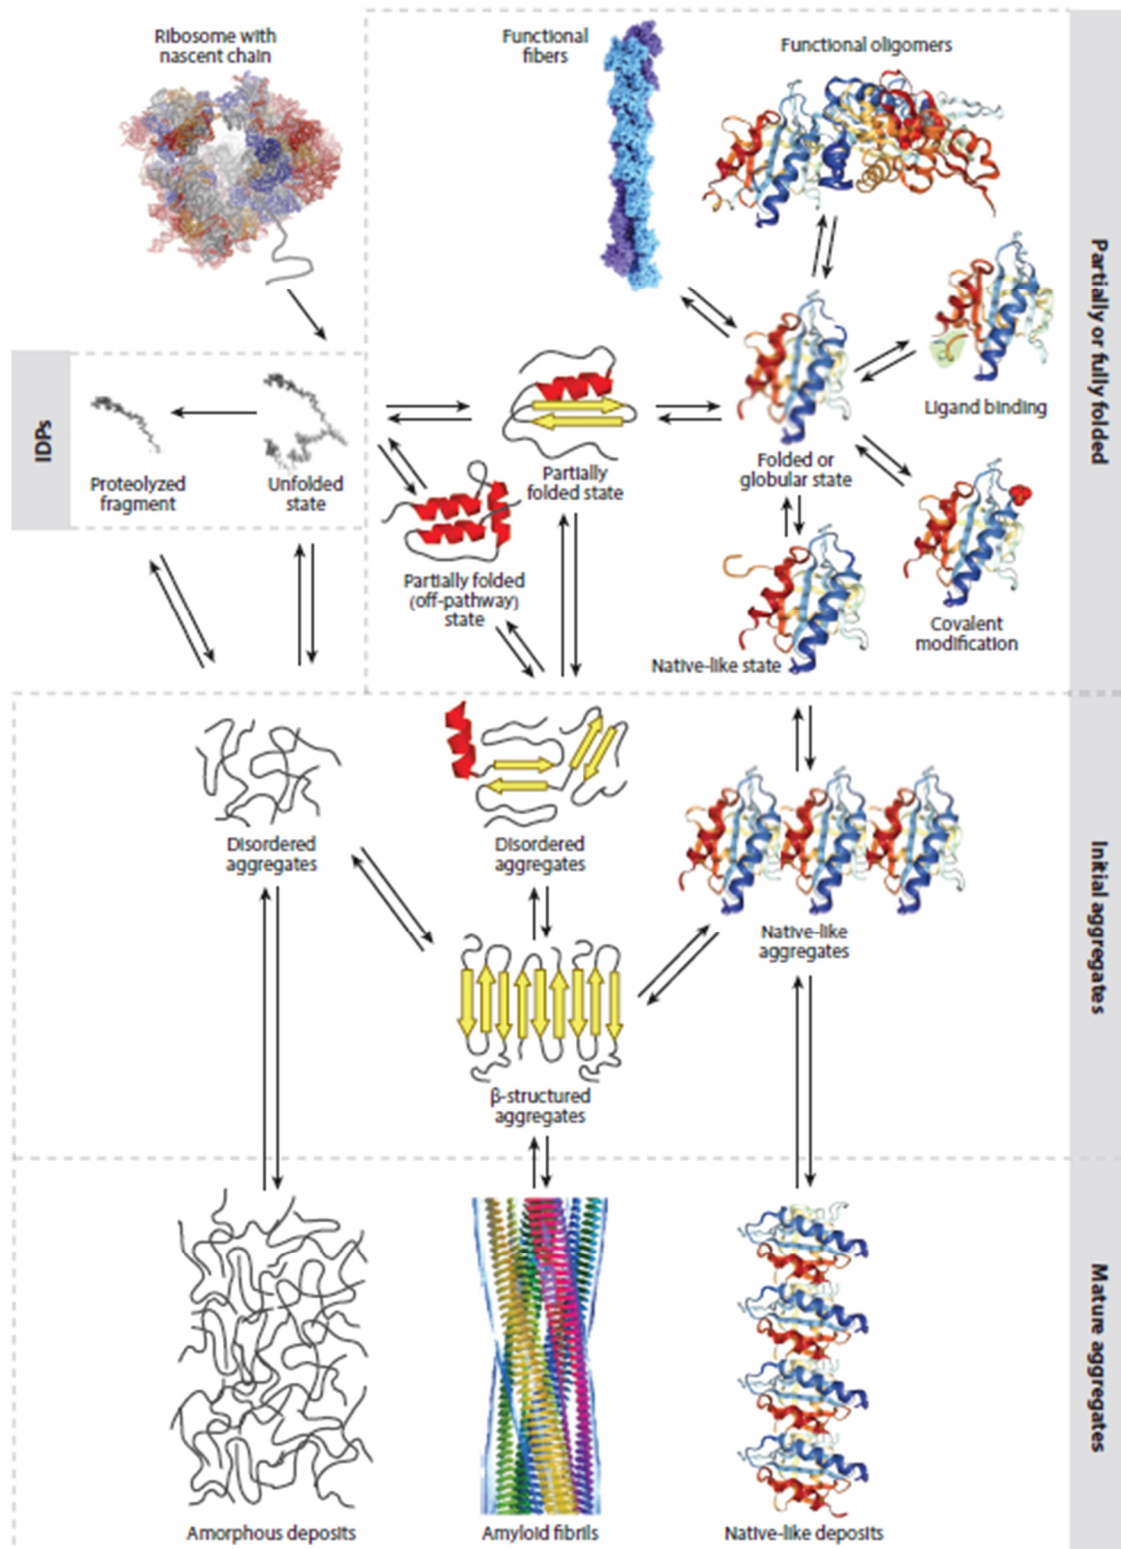 Ribosome with
nascent chain
Functional
fibers
Functional oligomers
Partially or fully folded
Ligand binding
IDPs
Proteolyzed
fragment
Unfolded
state
Partially
folded state
Folded or
globular state
Partially folded
(off-pathway)
state
Covalent
modification
Native-like state
Initial aggregates
Disordered
aggregates
Disordered
aggregates
Native-like
aggregates
β-structured
aggregates
Mature aggregates
Amorphous deposits
Amyloid fibrils
Native-like deposits